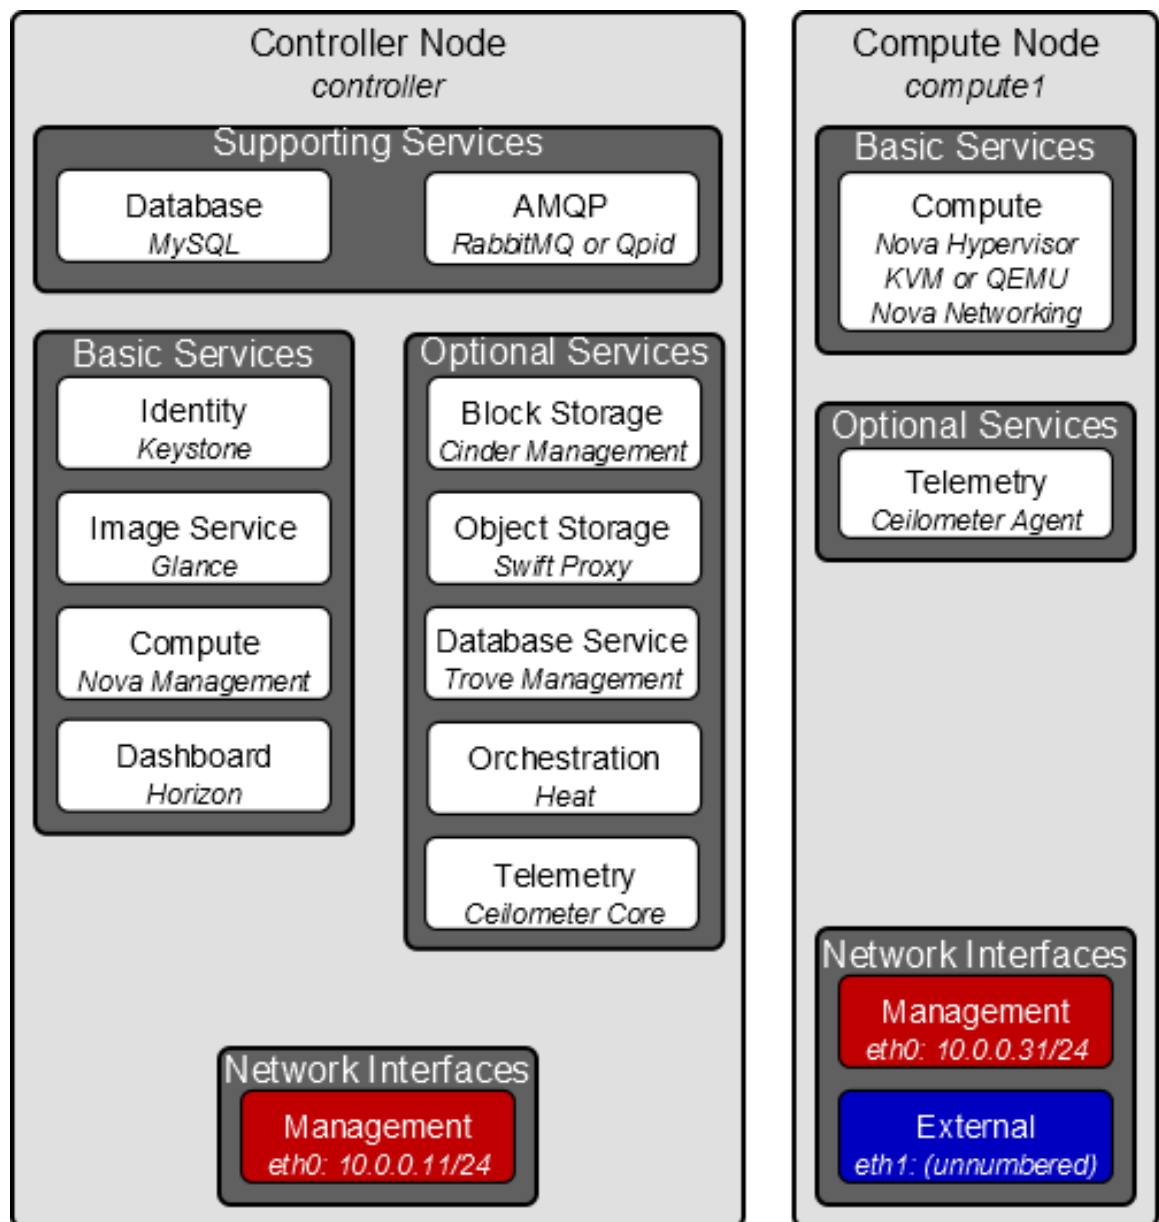 Controller Node
controller
Supporting Services
Database
MySQL
AMQP
RabbitMQ or Qpid
Basic Services
Identity
Keystone
Image Service
Glance
Compute
Nova Management
Dashboard
Horizon
Optional Services
Block Storage
Cinder Management
Object Storage
Swift Proxy
Database Service
Trove Management
Orchestration
Heat
Telemetry
Ceilometer Core
Network Interfaces
Management
eth0: 10.0.0.11/24
Compute Node
compute1
Basic Services
Compute
Nova Hypervisor
KVM or QEMU
Nova Networking
Optional Services
Telemetry
Ceilometer Agent
Network Interfaces
Management
eth0: 10.0.0.31/24
External
eth1: (unnumbered)